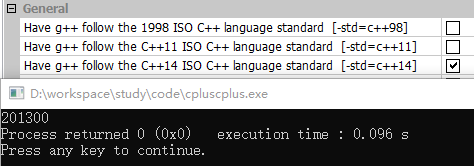 General
Have g++ follow the 1998 ISO C++ language standard [-std=c++98]
Have g++ follow the C++11 ISO C++ language standard [-std=c++11]
Have g++ follow the C++14 ISO C++ language standard [-std=c++14]
D:\workspace\study\code\cpluscplus.exe
201300
Process returned 0 (0x0)   execution time : 0.096 s
Press any key to continue.